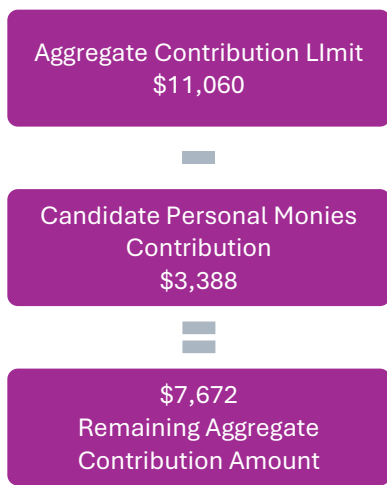 Aggregate Contribution LImit
$11,060
Candidate Personal Monies
Contribution
$3,388
$7,672
Remaining Aggregate
Contribution Amount